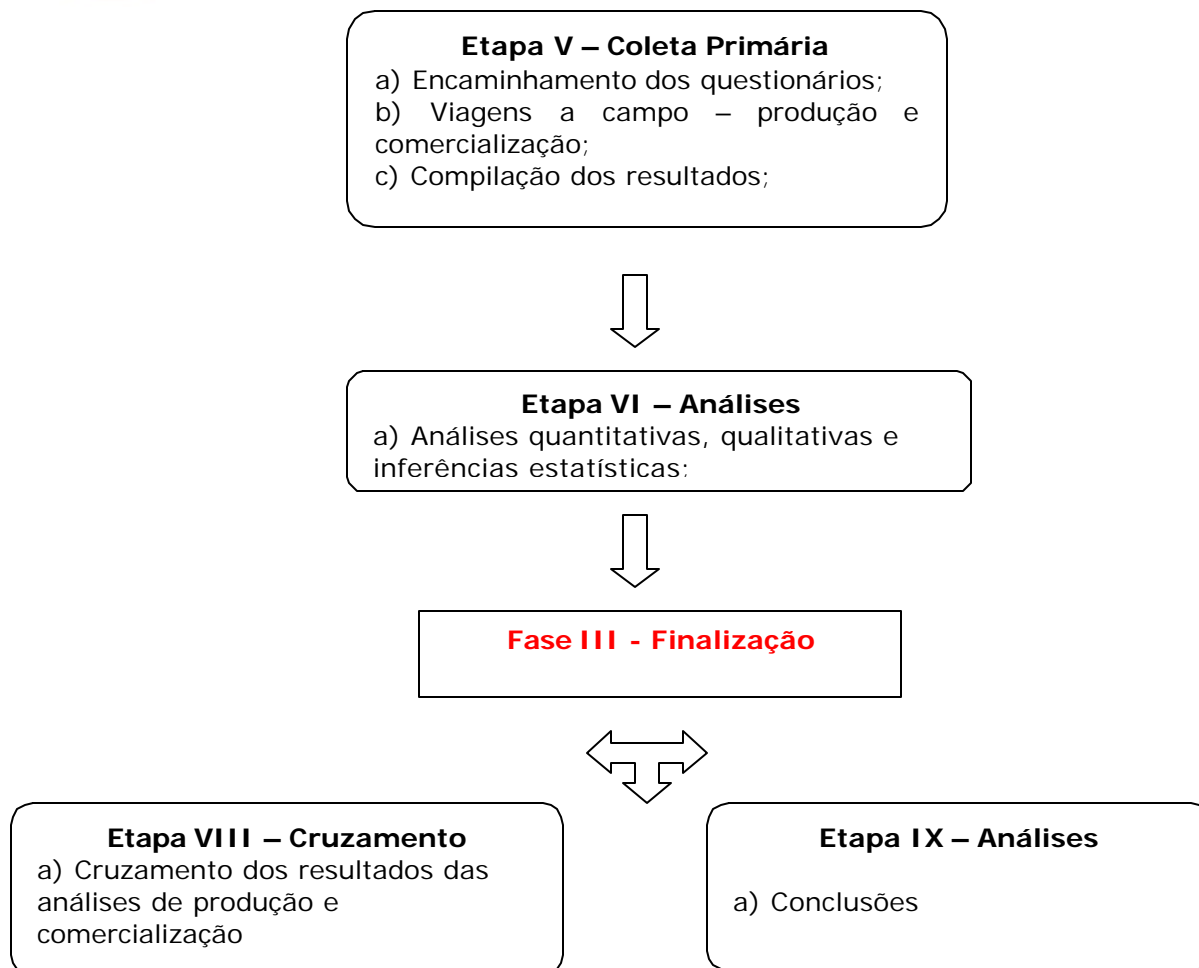 Etapa V – Coleta Primária
a) Encaminhamento dos questionários;
b) Viagens a campo – produção e
comercialização;
c) Compilação dos resultados;
Etapa VI – Análises
a) Análises quantitativas, qualitativas e
inferências estatísticas;
Fase III - Finalização
Etapa VIII – Cruzamento
a) Cruzamento dos resultados das
análises de produção e
comercialização
Etapa IX – Análises
a) Conclusões